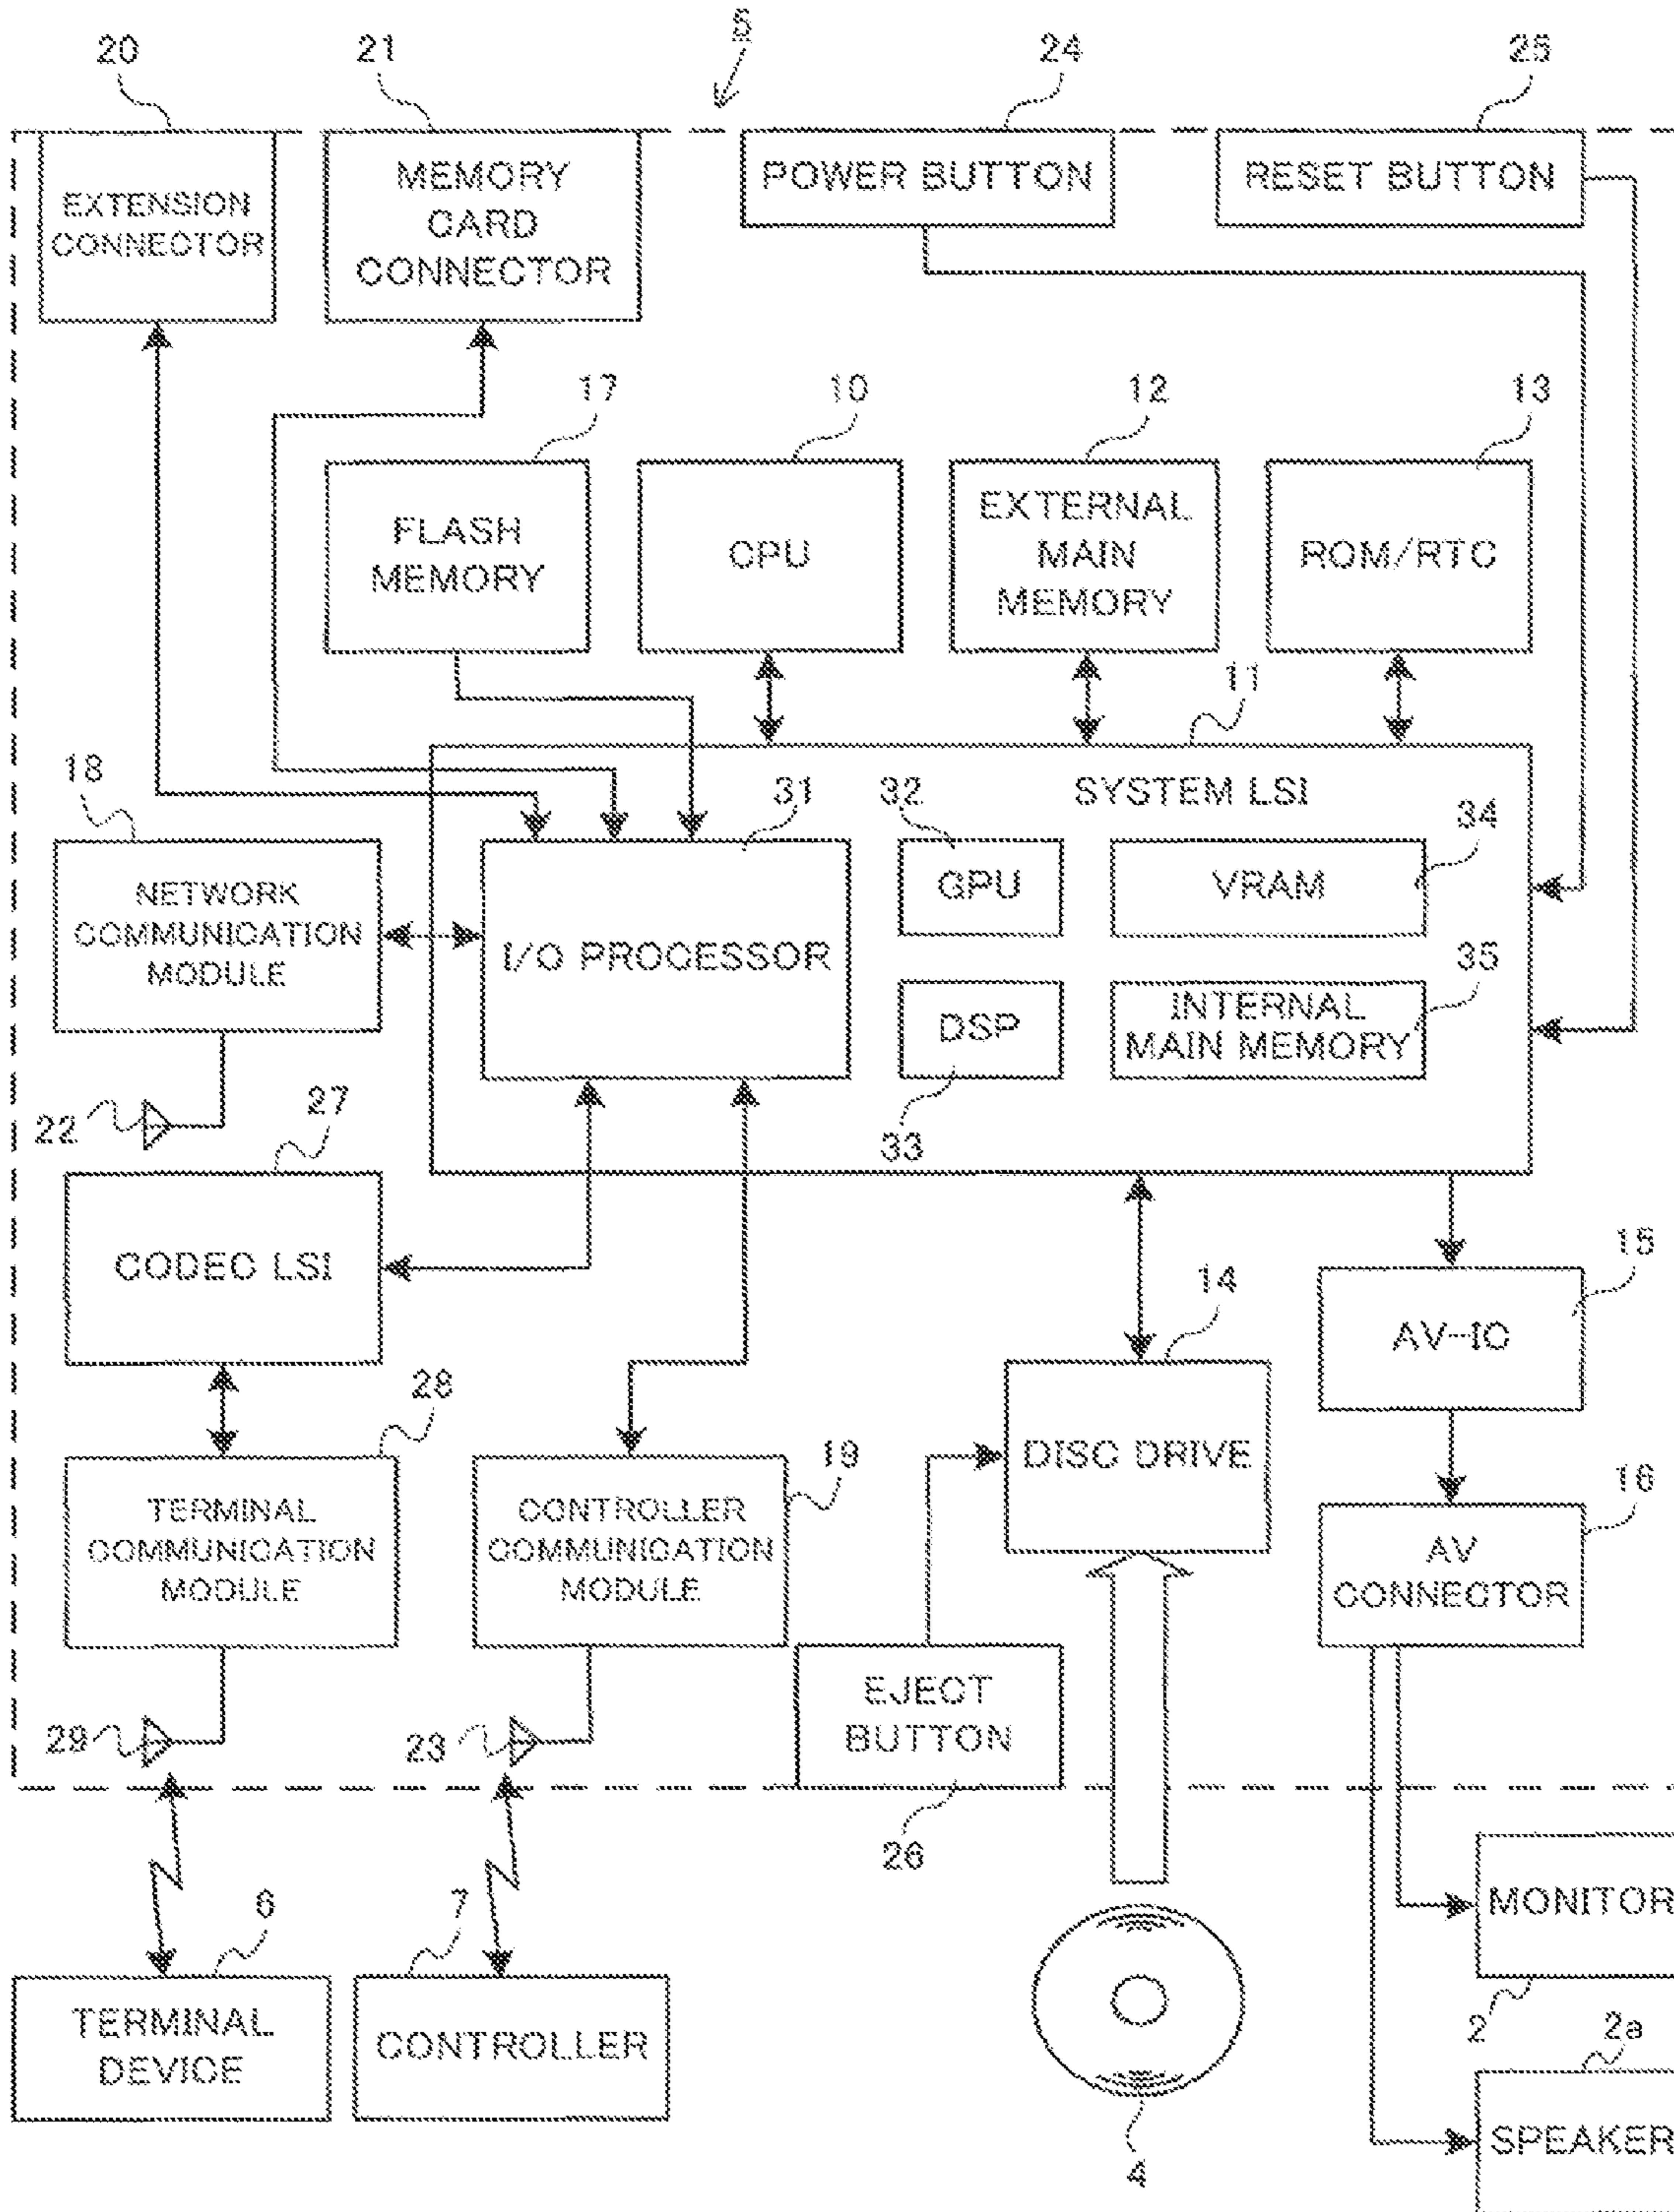 5
20
21
24
25
EXTENSION
CONNECTOR
MEMORY
CARD
CONNECTOR
POWER BUTTON
RESET BUTTON
17
10
12
13
FLASH
MEMORY
CPU
EXTERNAL
MAIN
MEMORY
ROM/RTC
11
18
31
32
SYSTEM LSI
34
NETWORK
COMMUNICATION
MODULE
I/O PROCESSOR
GPU
VRAM
35
DSP
INTERNAL
MAIN MEMORY
22
27
33
CODEC LSI
14
15
AV-IC
28
19
DISC DRIVE
16
TERMINAL
COMMUNICATION
MODULE
CONTROLLER
COMMUNICATION
MODULE
AV
CONNECTOR
29
23
EJECT
BUTTON
26
6
7
MONITOR
TERMINAL
DEVICE
CONTROLLER
2
2a
4
SPEAKER